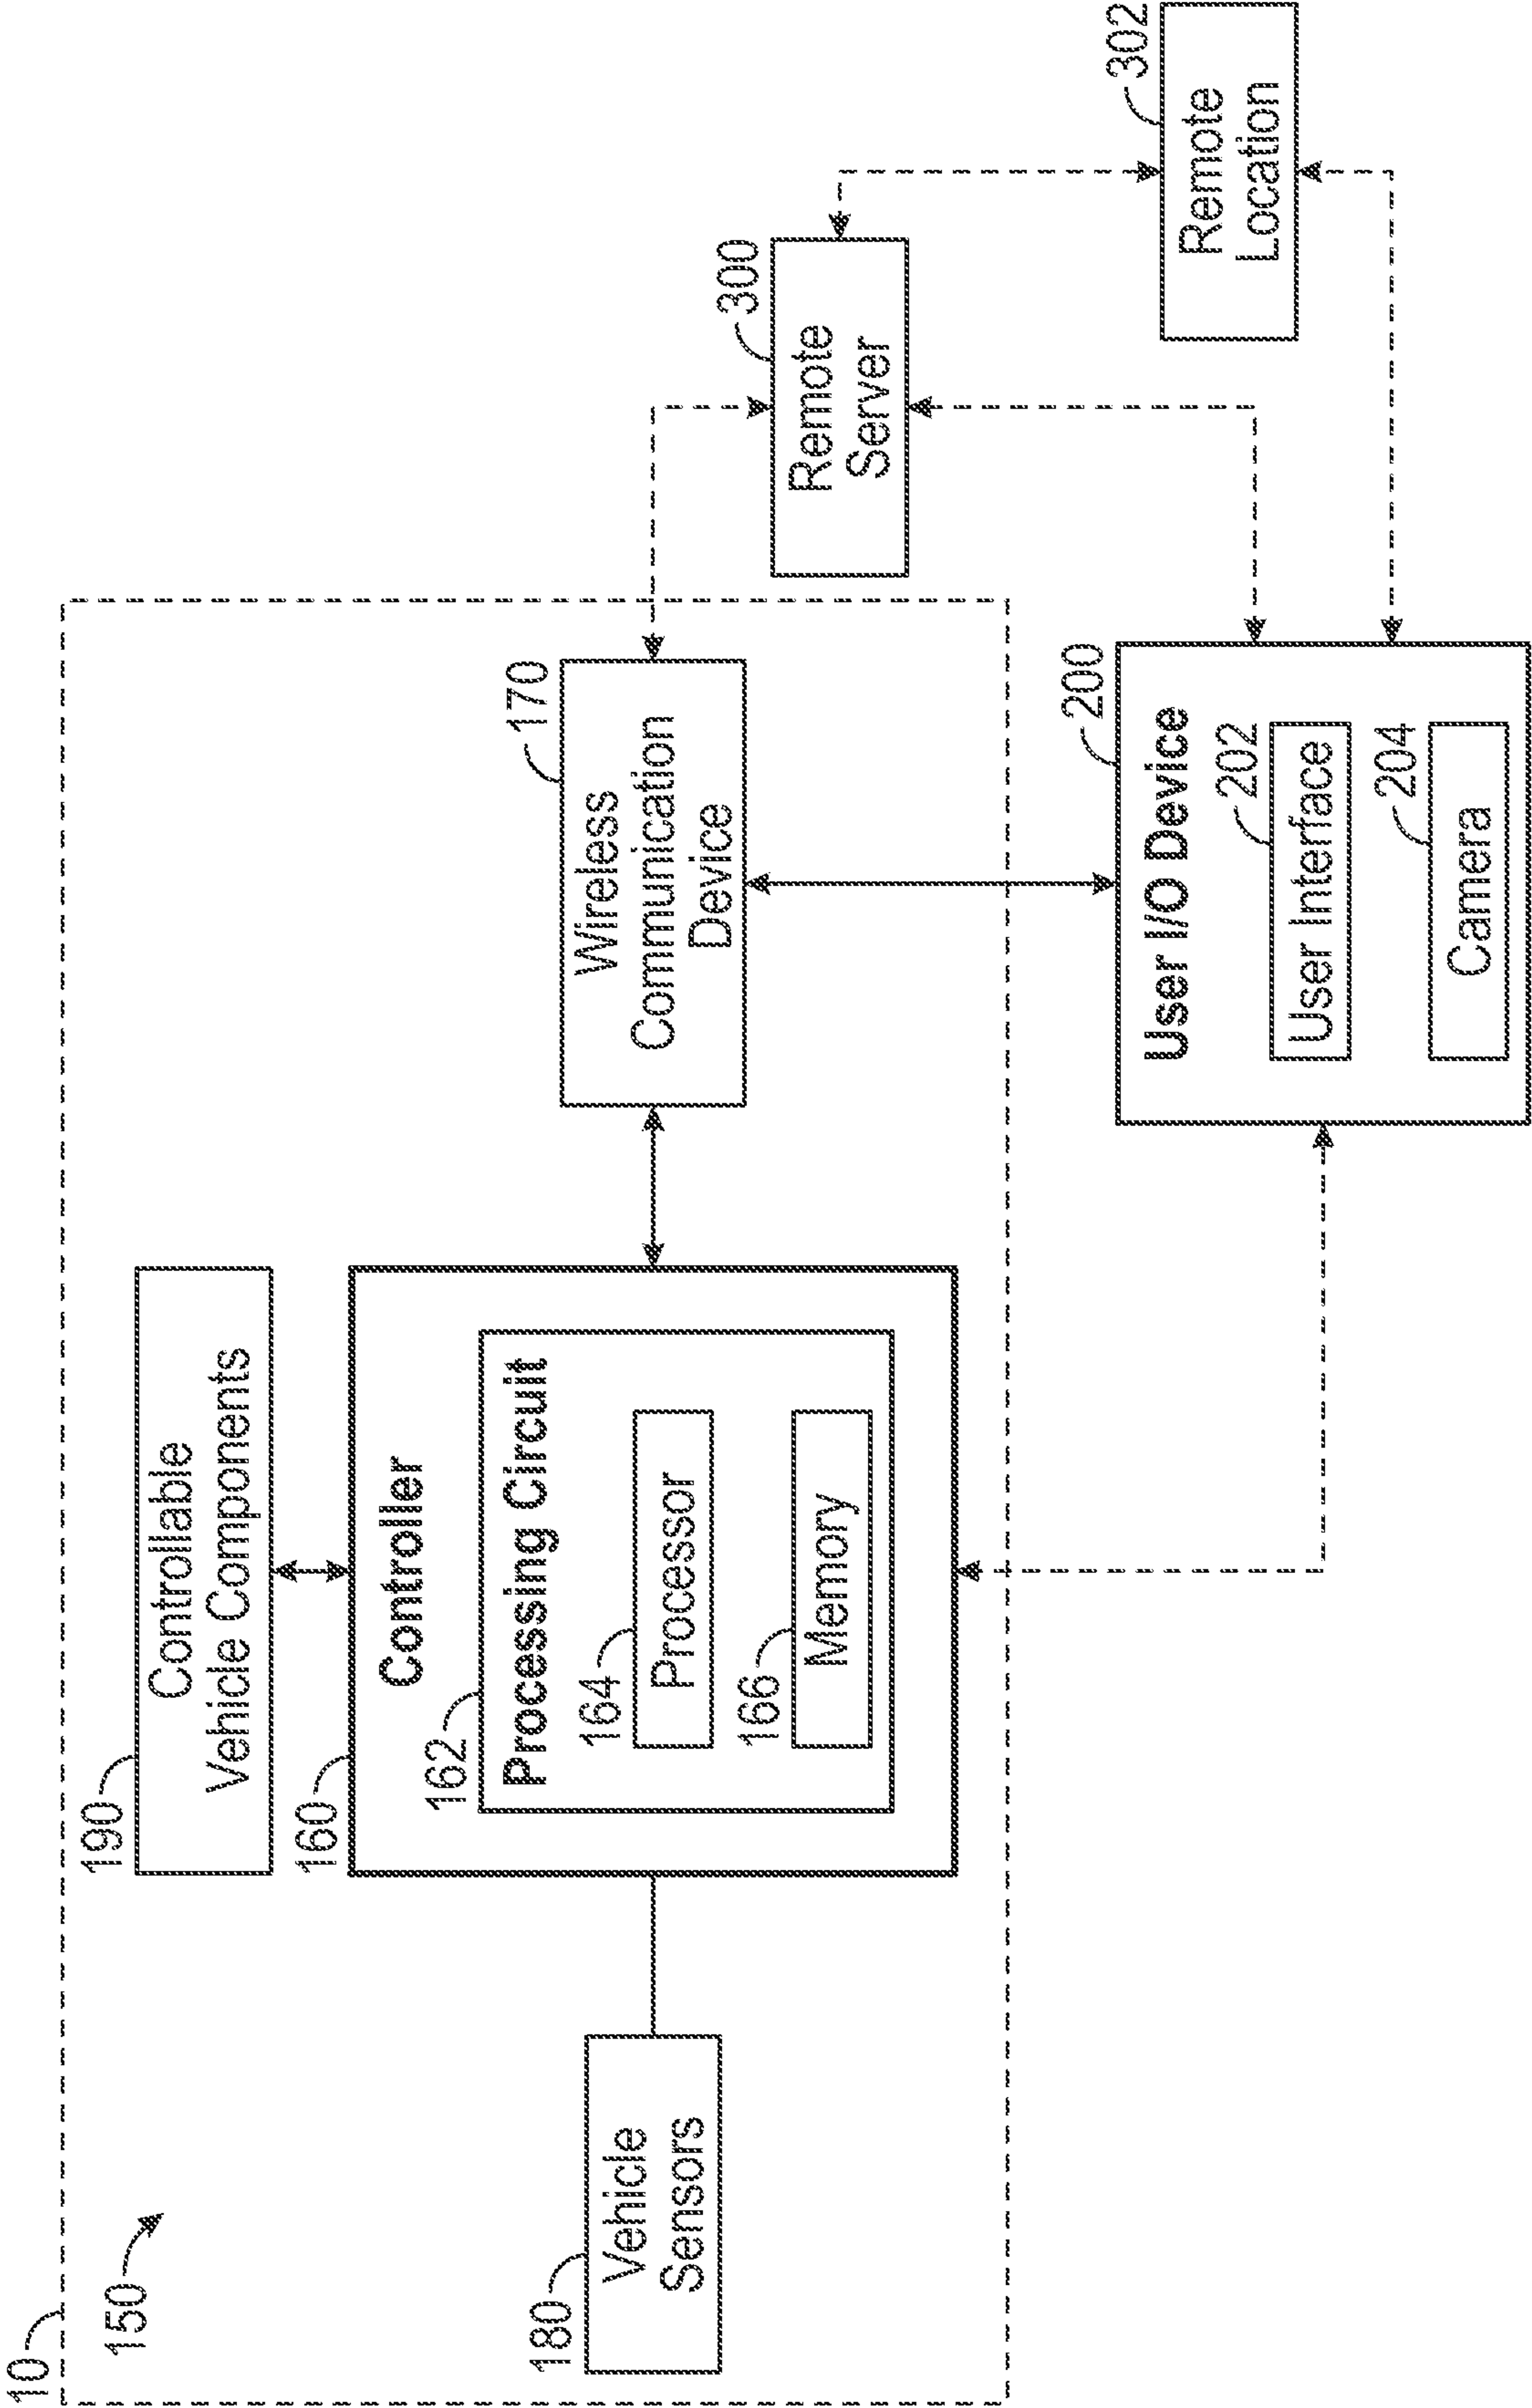 10
150
190
Controllable
Vehicle Components
180
Vehicle
Sensors
160
Controller
162
Processing Circuit
164
Processor
166
Memory
170
Wireless
Communication
Device
300
Remote
Server
302
Remote
Location
200
User I/O Device
202
User Interface
204
Camera